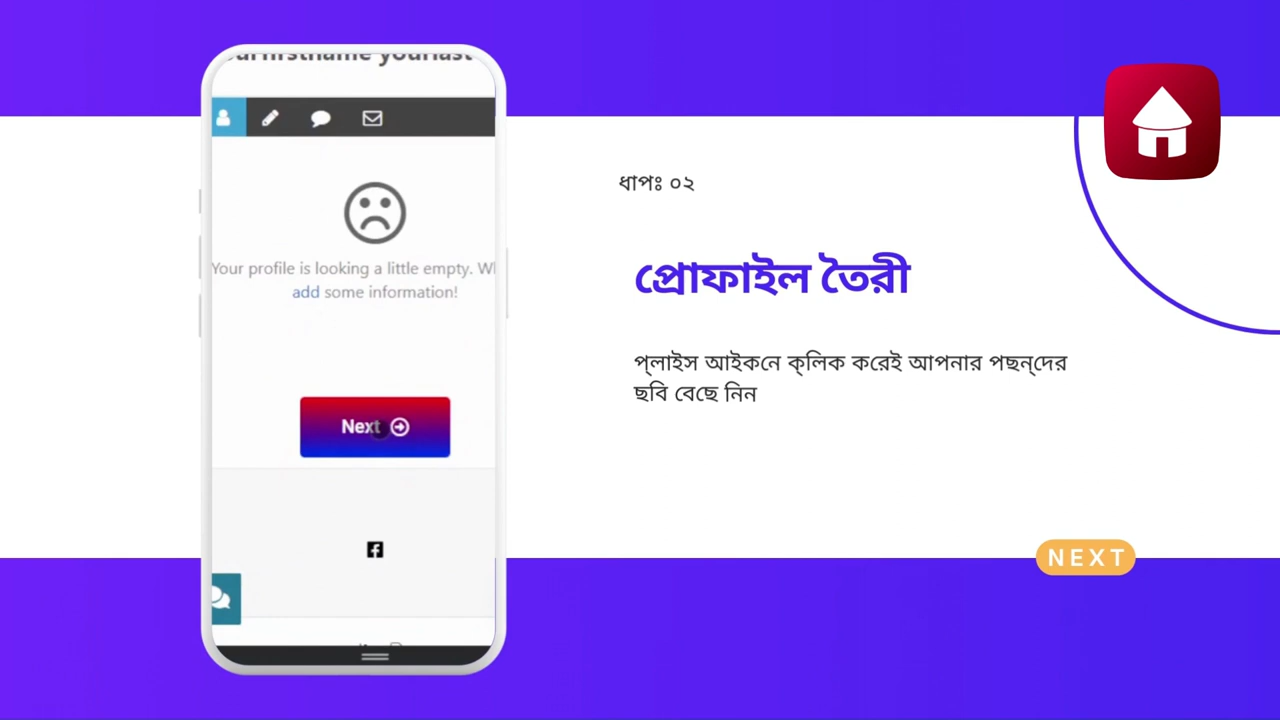 yourlast
Your profile is looking a little empty.
add some information!
Next
ধাপঃ ০২
প্রোফাইল তৈরী
প্লাইস আইকনে ক্লিক করেই আপনার পছন্দের
ছবি বেছে নিন
NEXT